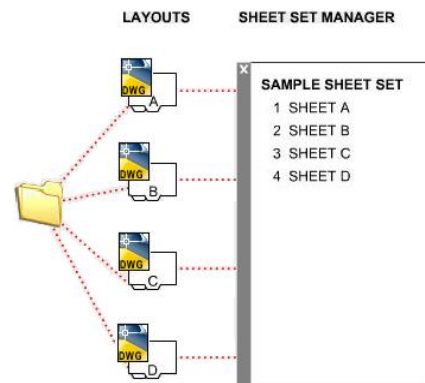 LAYOUTS SHEET SET MANAGER
X
SAMPLE SHEET SET
1 SHEET A
2 SHEET B
3 SHEET C
4 SHEET D
DWG
A
DWG
B
DWG
C
DWG
D